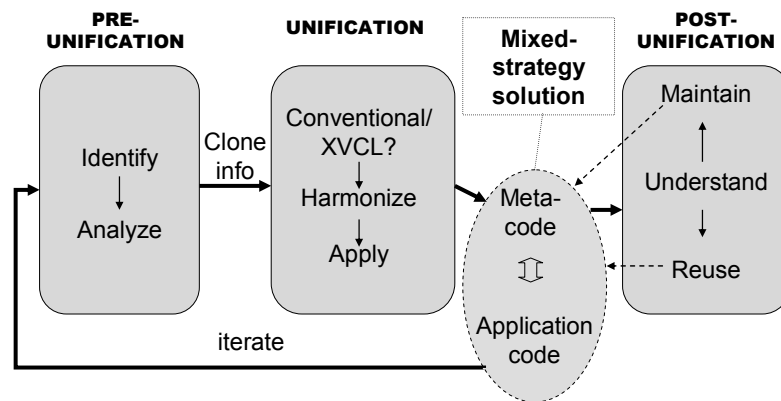 PRE-
UNIFICATION
UNIFICATION
Mixed-
strategy
solution
POST-
UNIFICATION
Identify
Analyze
Clone
info
Conventional/
XVCL?
Harmonize
Apply
Meta-
code
Application
code
Maintain
Understand
Reuse
iterate